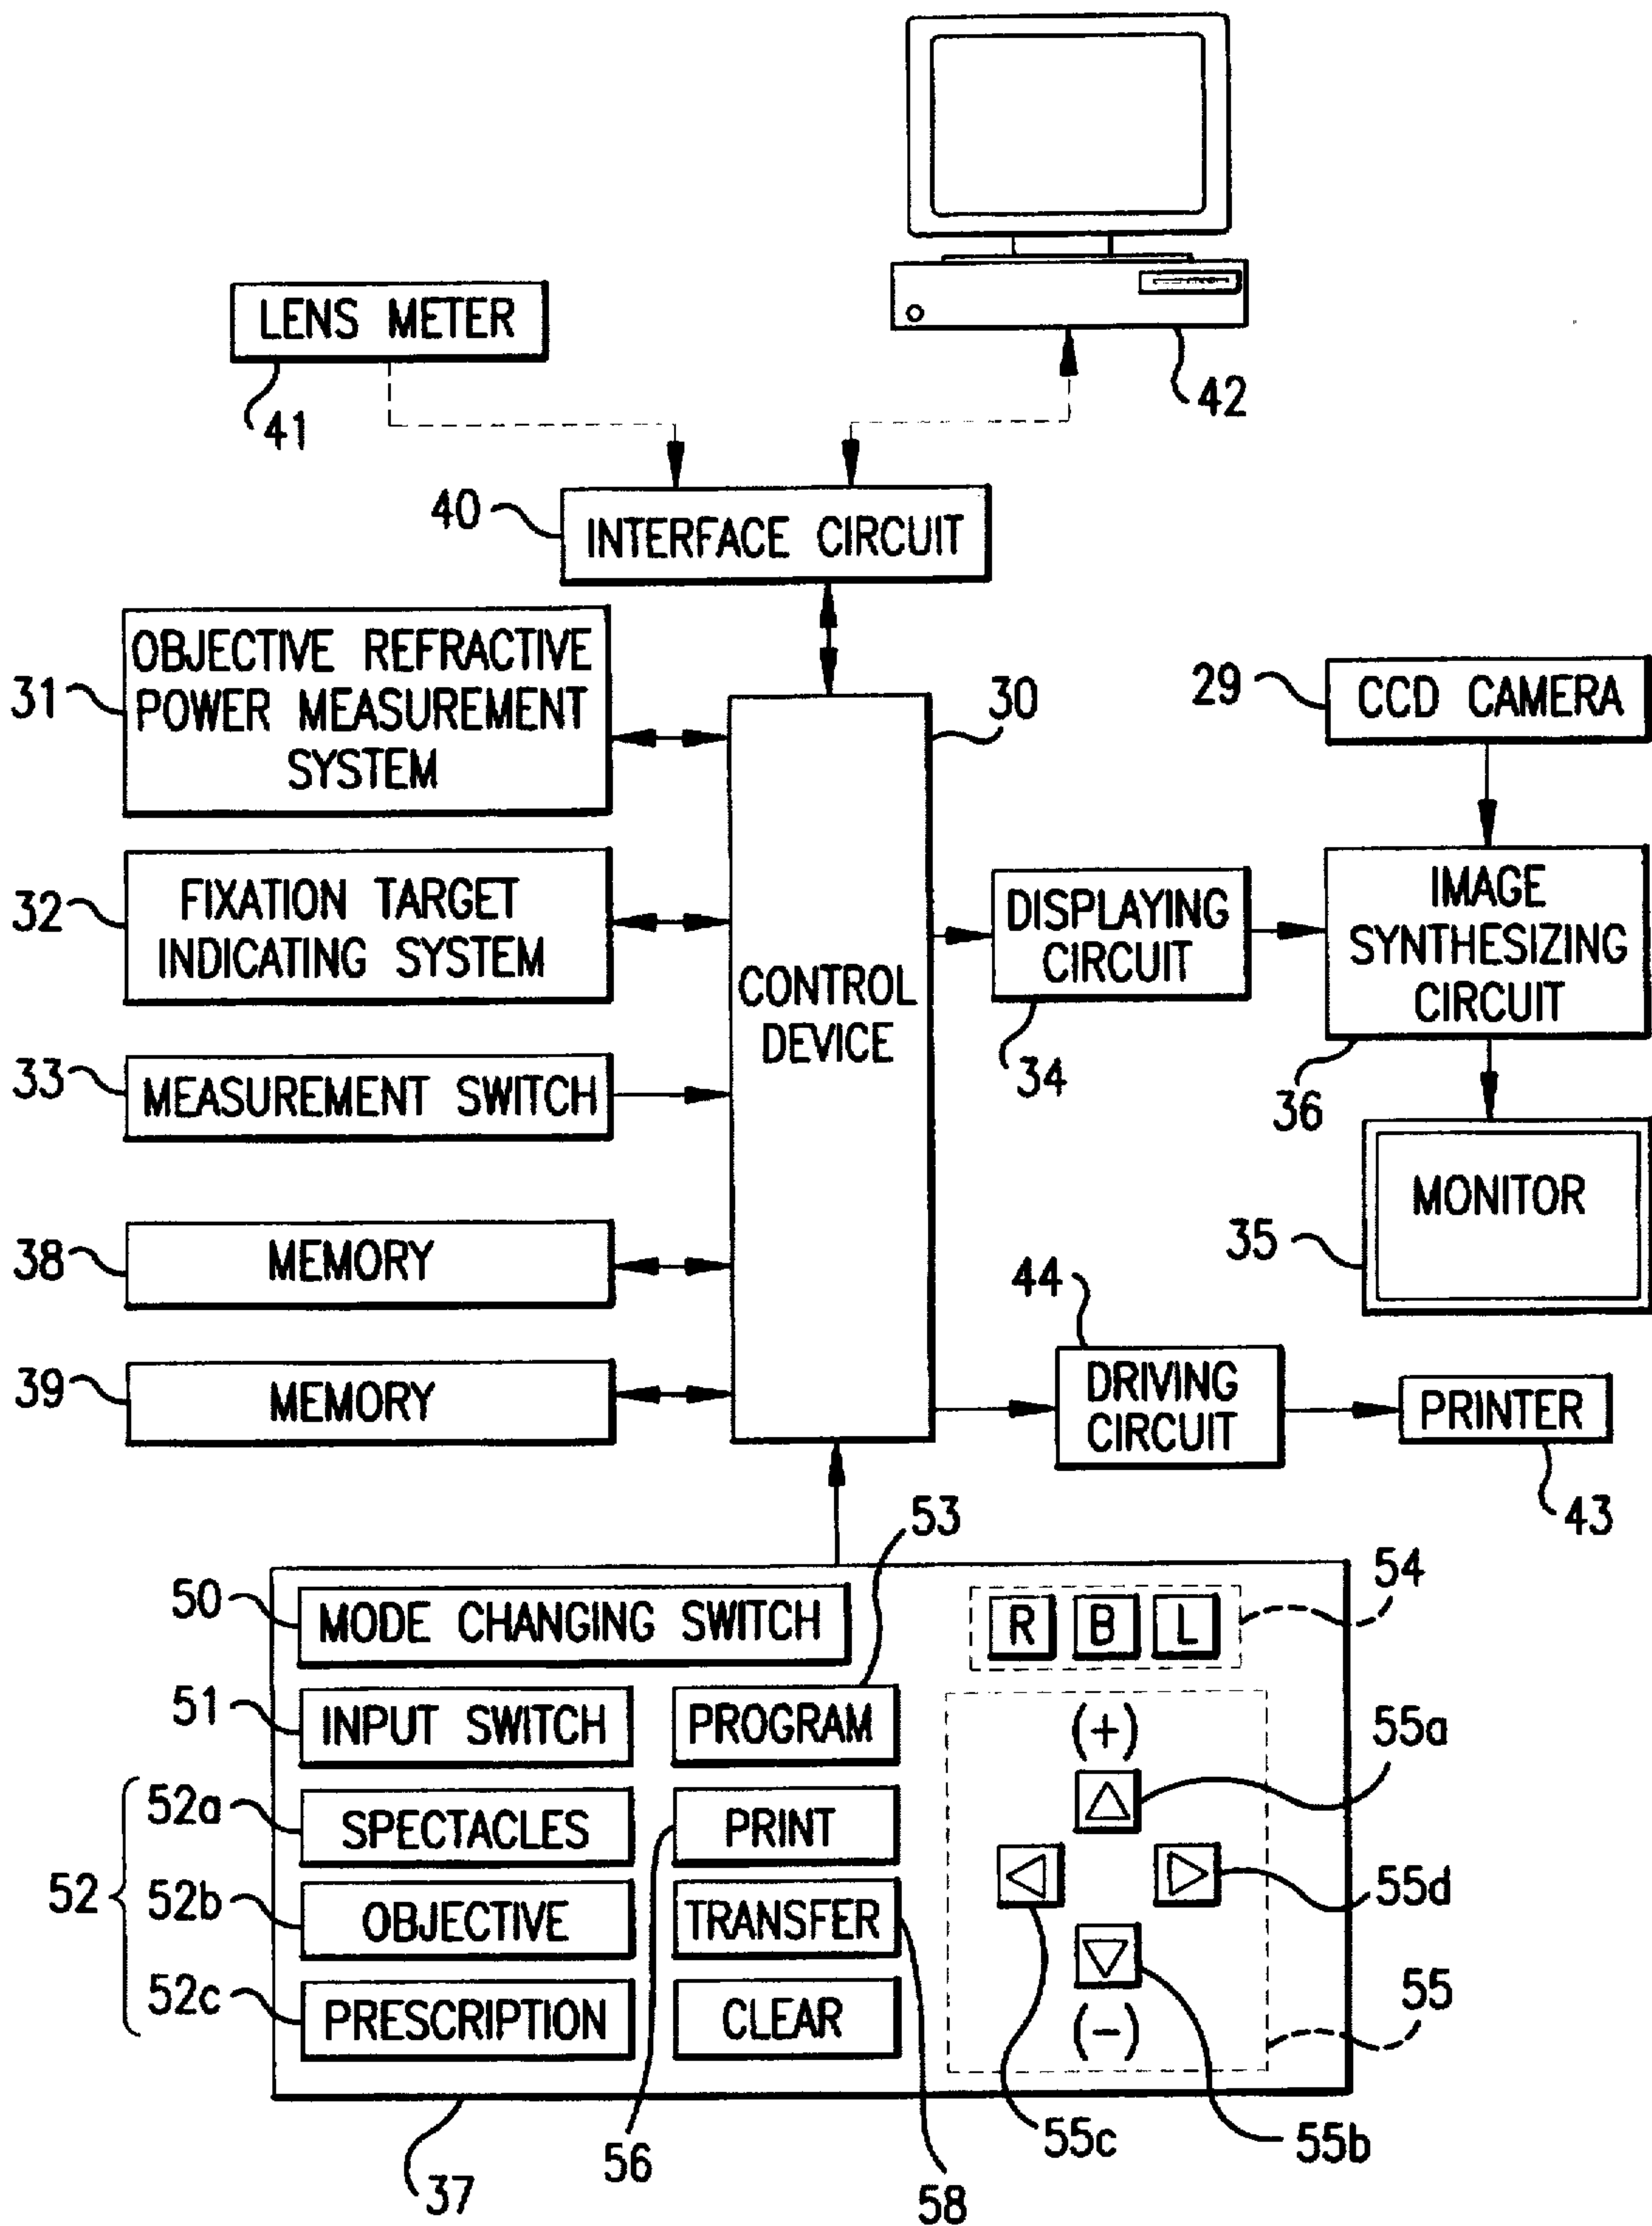 LENS METER
41
42
40
INTERFACE CIRCUIT
31
OBJECTIVE REFRACTIVE
POWER MEASUREMENT
SYSTEM
30
29
CCD CAMERA
32
FIXATION TARGET
INDICATING SYSTEM
CONTROL
DEVICE
DISPLAYING
CIRCUIT
34
IMAGE
SYNTHESIZING
CIRCUIT
36
33
MEASUREMENT SWITCH
MONITOR
35
38
MEMORY
39
MEMORY
44
DRIVING
CIRCUIT
PRINTER
43
53
54
50
MODE CHANGING SWITCH
R B L
51
INPUT SWITCH
PROGRAM
(+)
55a
52
52a
SPECTACLES
PRINT
52b
OBJECTIVE
TRANSFER
55d
52c
PRESCRIPTION
CLEAR
(-)
55
37
56
58
55c
55b